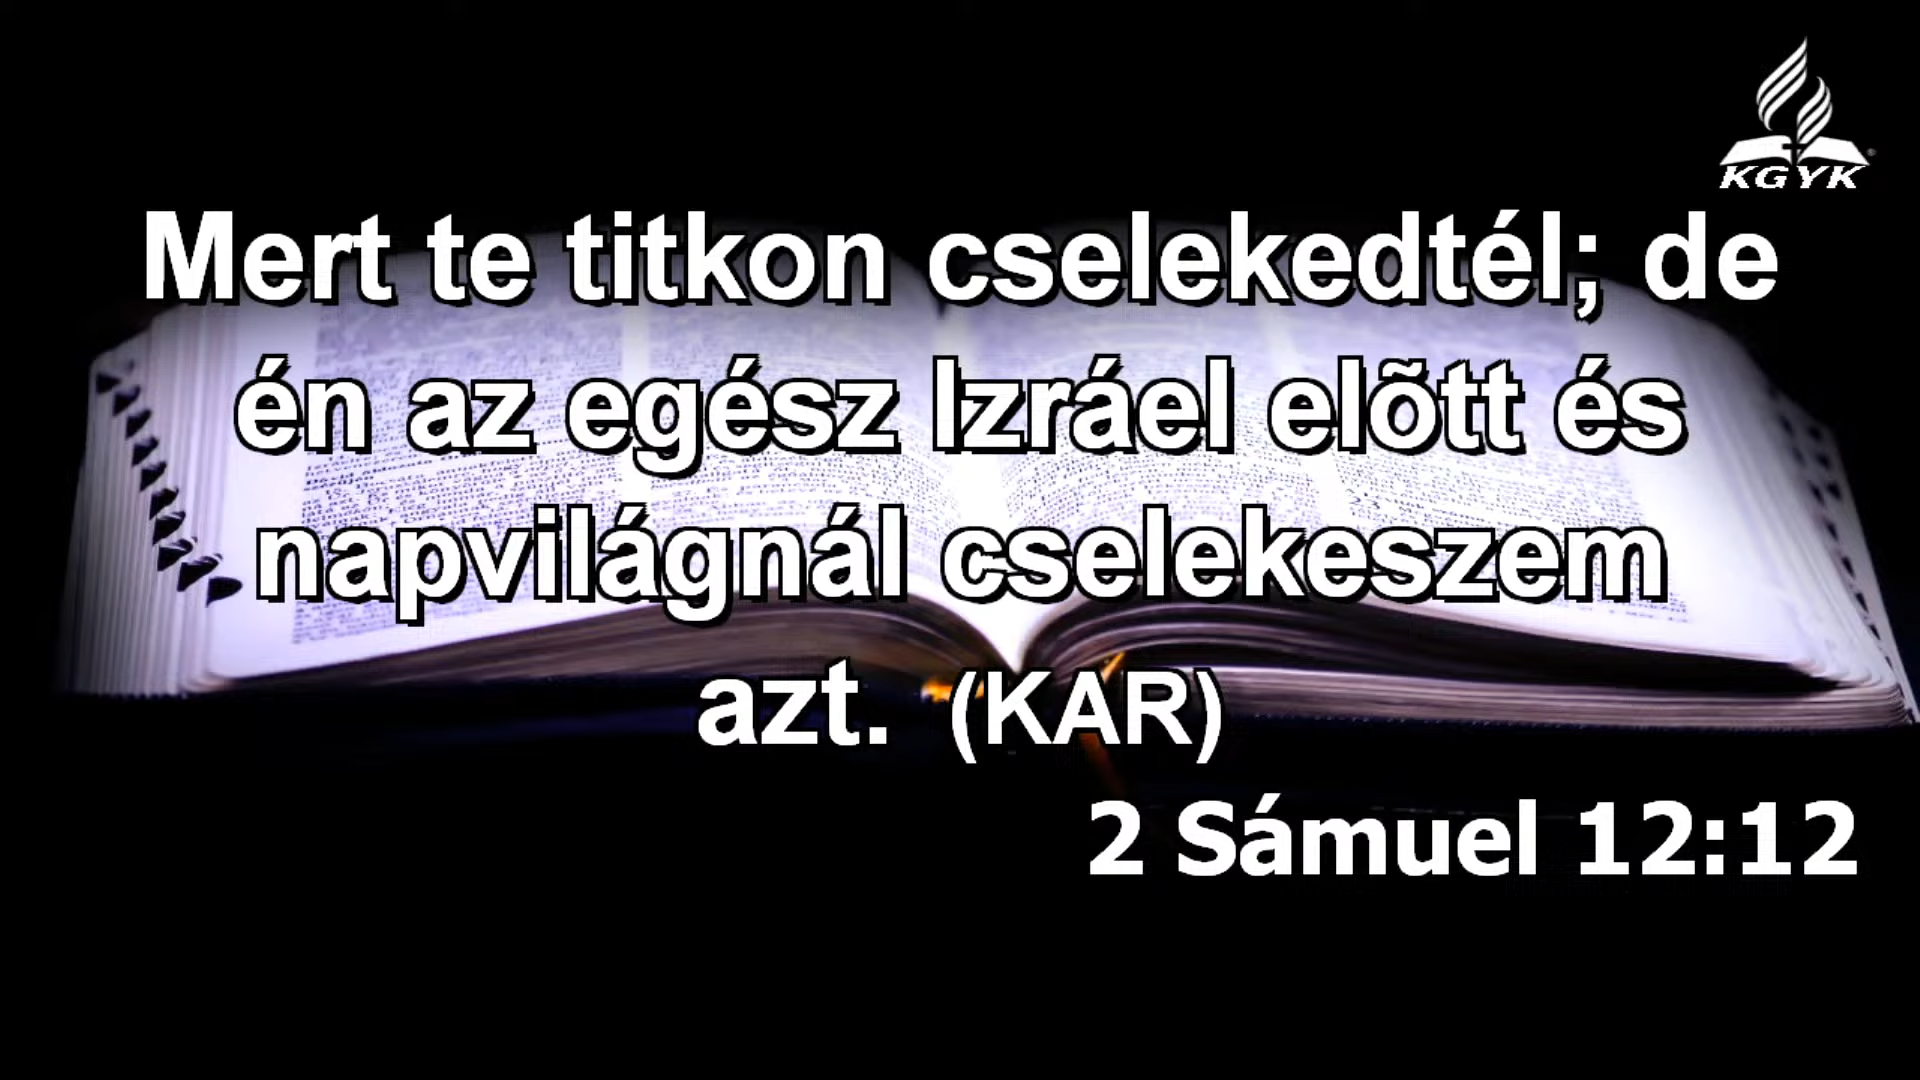 KGYK
Mert te titkon cselekedtél; de
én az egész Izráel elõtt és
napvilágnál cselekeszem
azt. (KAR)
2 Sámuel 12:12